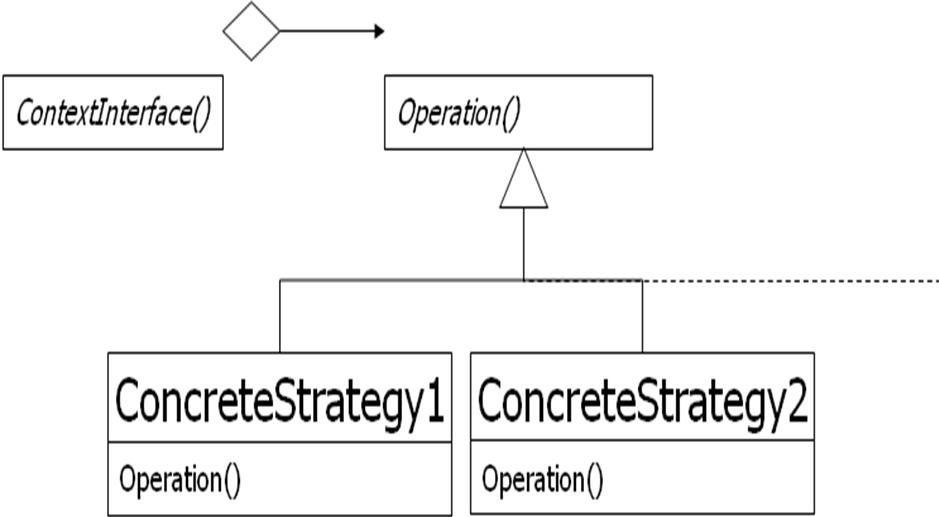 ContextInterface()
Operation()
ConcreteStrategy1
Operation()
ConcreteStrategy2
Operation()